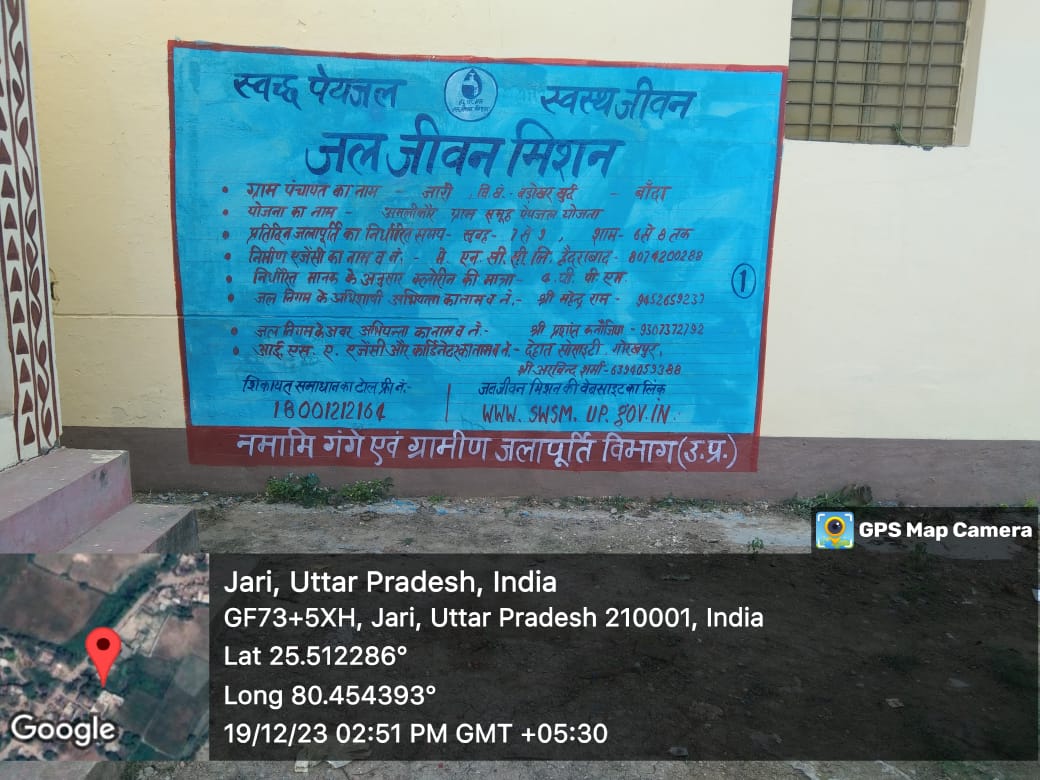 स्वच्छ पेयजल
स्वस्थ जीवन
जल जीवन मिशन
• ग्राम पंचायत का नाम - जारी, वि.खं.- बड़ोखर खुर्द - बाँदा
• योजना का नाम - ग्राम समूह पेयजल योजना
• प्रतिदिन जलापूर्ति का निर्धारित समय- सुबह- 7 से 9, शाम- 6 से 8 तक
• निर्माण एजेंसी का नाम व नं. - मे. एन. सी. सी. लि. हैदराबाद- 8074200288
• निर्धारित मानक के अनुसार क्लोरीन की मात्रा- पी. पी. एम.
• जल निगम के अधिशाषी अभियन्ता का नाम व नं.- श्री महेन्द्र राम-
①
• जल निगम के अवर अभियन्ता का नाम व नं.- श्री प्रशांत कनौजिया - 9307372792
• आई. एस. ए. एजेंसी और कार्डिनेटर का नाम व नं.- देहात सोसाइटी गोरखपुर,
श्री अरबिन्द शर्मा- 6394059388
शिकायत समाधान का टोल फ्री नं.-
18001212164
जलजीवन मिशन की वेबसाइट का लिंक
WWW. SWSM. UP. gOV.IN.
नमामि गंगे एवं ग्रामीण जलापूर्ति विभाग (उ.प्र.)
GPS Map Camera
Jari, Uttar Pradesh, India
GF73+5XH, Jari, Uttar Pradesh 210001, India
Lat 25.512286°
Long 80.454393°
19/12/23 02:51 PM GMT +05:30
Google